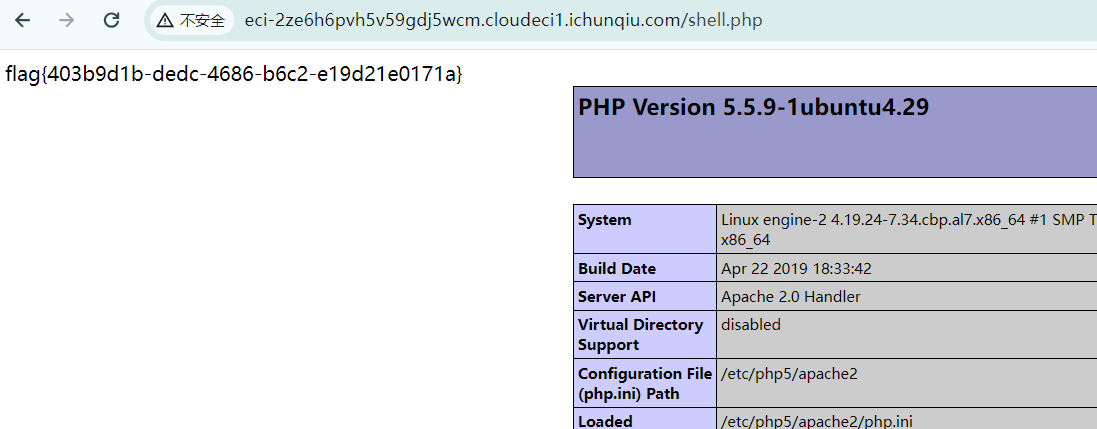 不安全 eci-2ze6h6pvh5v59gdj5wcm.cloudeci1.ichunqiu.com/shell.php
flag{403b9d1b-dedc-4686-b6c2-e19d21e0171a}
PHP Version 5.5.9-1ubuntu4.29
System Linux engine-2 4.19.24-7.34.cbp.al7.x86_64 #1 SMP T
x86_64
Build Date Apr 22 2019 18:33:42
Server API Apache 2.0 Handler
Virtual Directory disabled
Support
Configuration File /etc/php5/apache2
(php.ini) Path
Loaded /etc/php5/apache2/php.ini